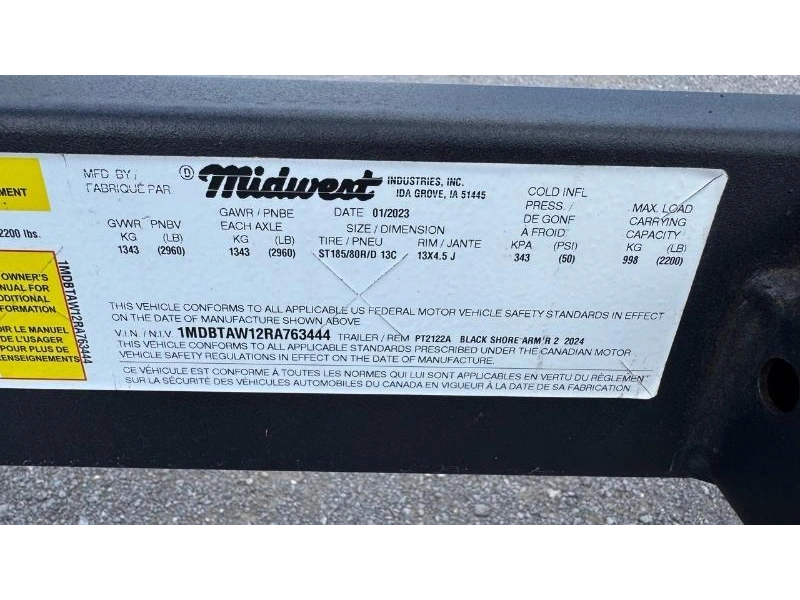 MFD BY/
FABRIQUÉ PAR
D
Midwest
INDUSTRIES, INC.
IDA GROVE, IA 51445
DATE 01/2023
GVWR / PNBV
KG (LB)
1343 (2960)
GAWR / PNBE
EACH AXLE
KG (LB)
1343 (2960)
SIZE / DIMENSION
TIRE / PNEU RIM / JANTE
ST185/80R/D 13C 13X4.5 J
COLD INFL
PRESS./
DE GONF
À FROID
KPA (PSI)
343 (50)
MAX. LOAD
CARRYING
CAPACITY
KG (LB)
998 (2200)
THIS VEHICLE CONFORMS TO ALL APPLICABLE US FEDERAL MOTOR VEHICLE SAFETY STANDARDS IN EFFECT
ON THE DATE OF MANUFACTURE SHOWN ABOVE.
V.I.N. / N.I.V. 1MDBTAW12RA763444 TRAILER / REM PT2122A BLACK SHORE ARM'R 2 2024
THIS VEHICLE CONFORMS TO ALL APPLICABLE STANDARDS PRESCRIBED UNDER THE CANADIAN MOTOR
VEHICLE SAFETY REGULATIONS IN EFFECT ON THE DATE OF MANUFACTURE.
CE VÉHICULE EST CONFORME À TOUTES LES NORMES QUI LUI SONT APPLICABLES EN VERTU DU RÈGLEMENT
SUR LA SÉCURITÉ DES VÉHICULES AUTOMOBILES DU CANADA EN VIGUEUR À LA DATE DE SA FABRICATION.
2200 lbs.
OWNER'S
UAL FOR
DITIONAL
ORMATION
IR LE MANUEL
DE L'USAGER
POUR PLUS DE
RENSEIGNEMENTS
1MDBTAW12RA763444